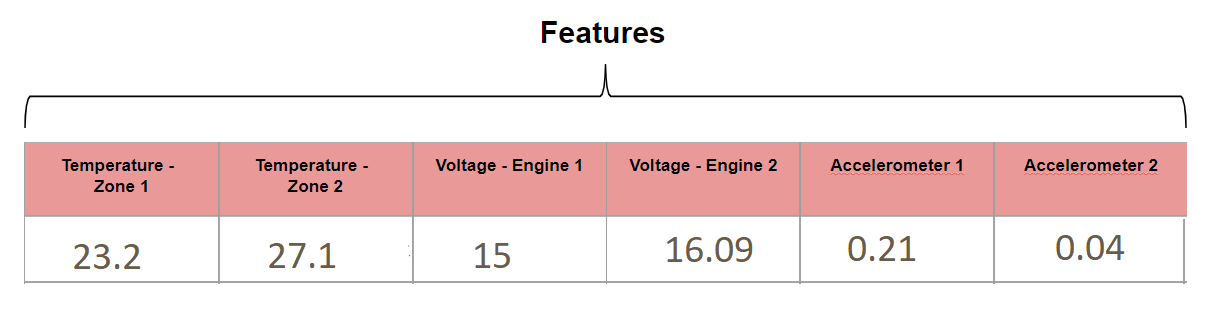 Features
Temperature -
Zone 1
Temperature -
Zone 2
Voltage - Engine 1
Voltage - Engine 2
Accelerometer 1
Accelerometer 2
23.2
27.1
15
16.09
0.21
0.04